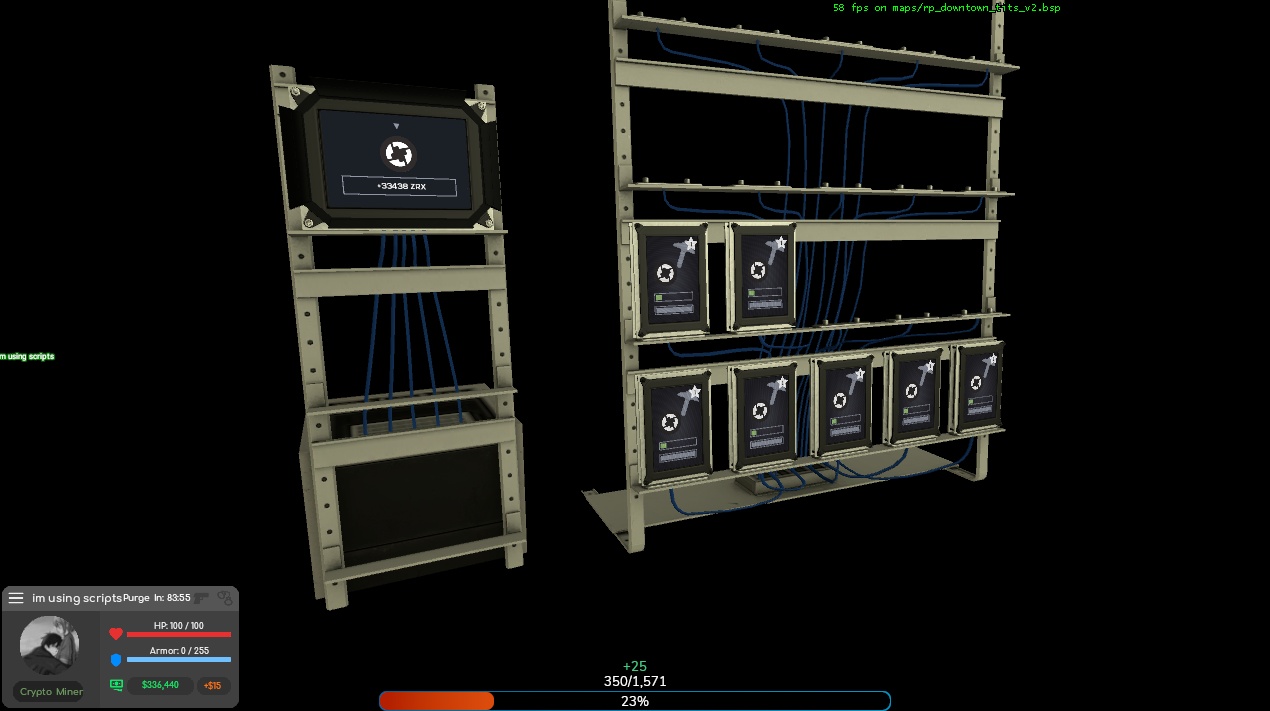 58 fps on maps/rp_downtown_tits_v2.bsp
+33438 ZRX
m using scripts
im using scripts Purge In: 83:55
HP: 100 / 100
Armor: 0 / 255
Crypto Miner
$336,440
+$15
+25
350/1,571
23%